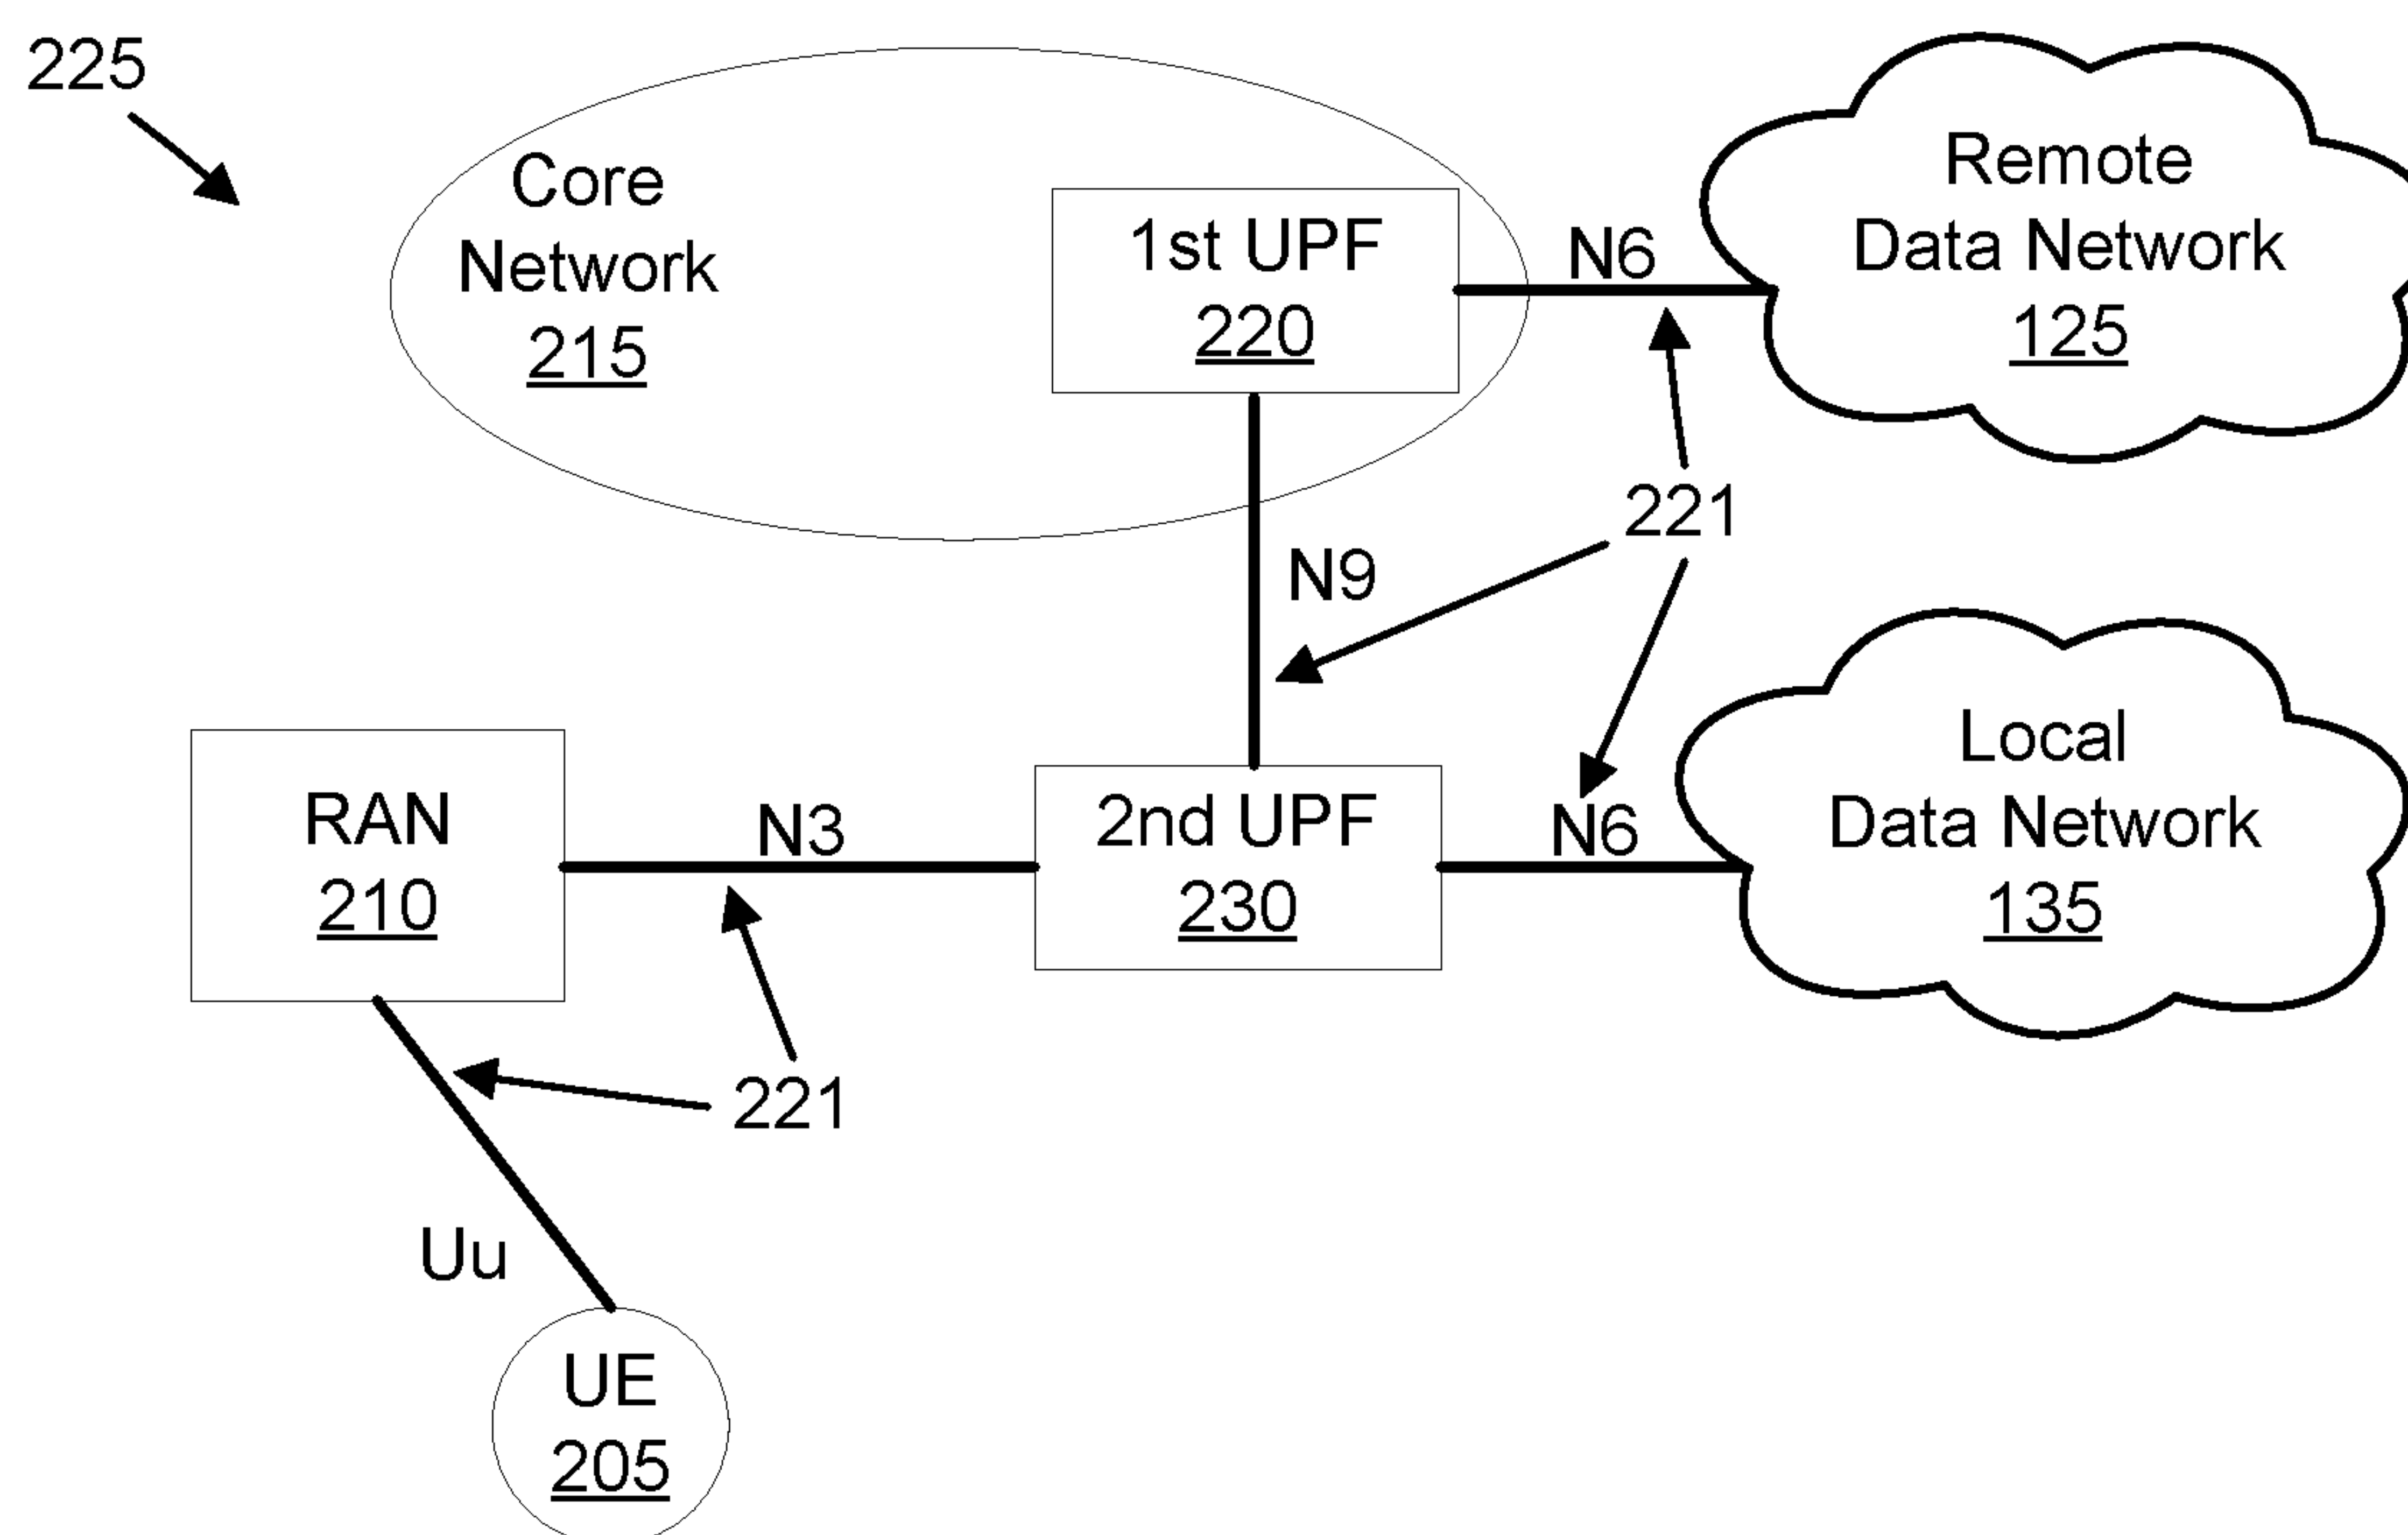 225
Core
Network
215
1st UPF
220
N6
Remote
Data Network
125
221
N9
Local
Data Network
135
RAN
210
N3
2nd UPF
230
N6
221
Uu
UE
205